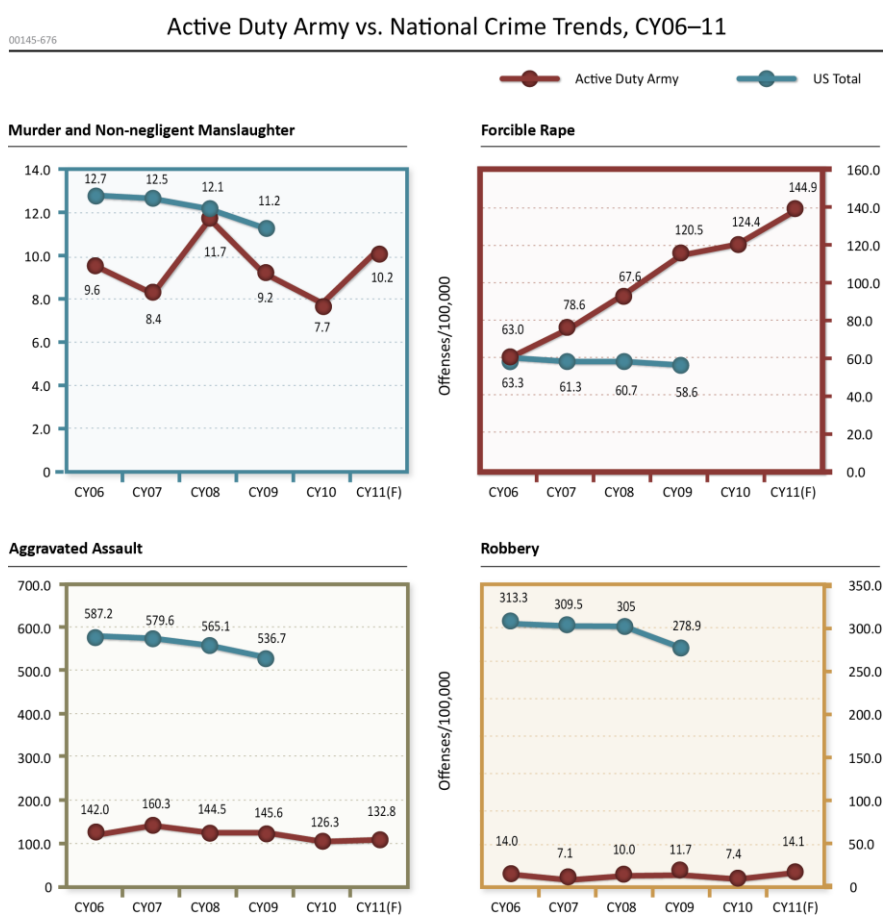 Active Duty Army vs. National Crime Trends, CY06–11
00145-676
Active Duty Army US Total
Murder and Non-negligent Manslaughter
14.0
12.0
10.0
8.0
6.0
4.0
2.0
0
12.7 12.5 12.1 11.2
9.6 8.4 11.7 9.2 7.7 10.2
CY06 CY07 CY08 CY09 CY10 CY11(F)
Forcible Rape
Offenses/100,000
160.0
140.0
120.0
100.0
80.0
60.0
40.0
20.0
0.0
63.0 78.6 67.6 120.5 124.4 144.9
63.3 61.3 60.7 58.6
CY06 CY07 CY08 CY09 CY10 CY11(F)
Aggravated Assault
700.0
600.0
500.0
400.0
300.0
200.0
100.0
0
587.2 579.6 565.1 536.7
142.0 160.3 144.5 145.6 126.3 132.8
CY06 CY07 CY08 CY09 CY10 CY11(F)
Robbery
Offenses/100,000
350.0
300.0
250.0
200.0
150.0
100.0
50.0
0
313.3 309.5 305 278.9
14.0 7.1 10.0 11.7 7.4 14.1
CY06 CY07 CY08 CY09 CY10 CY11(F)